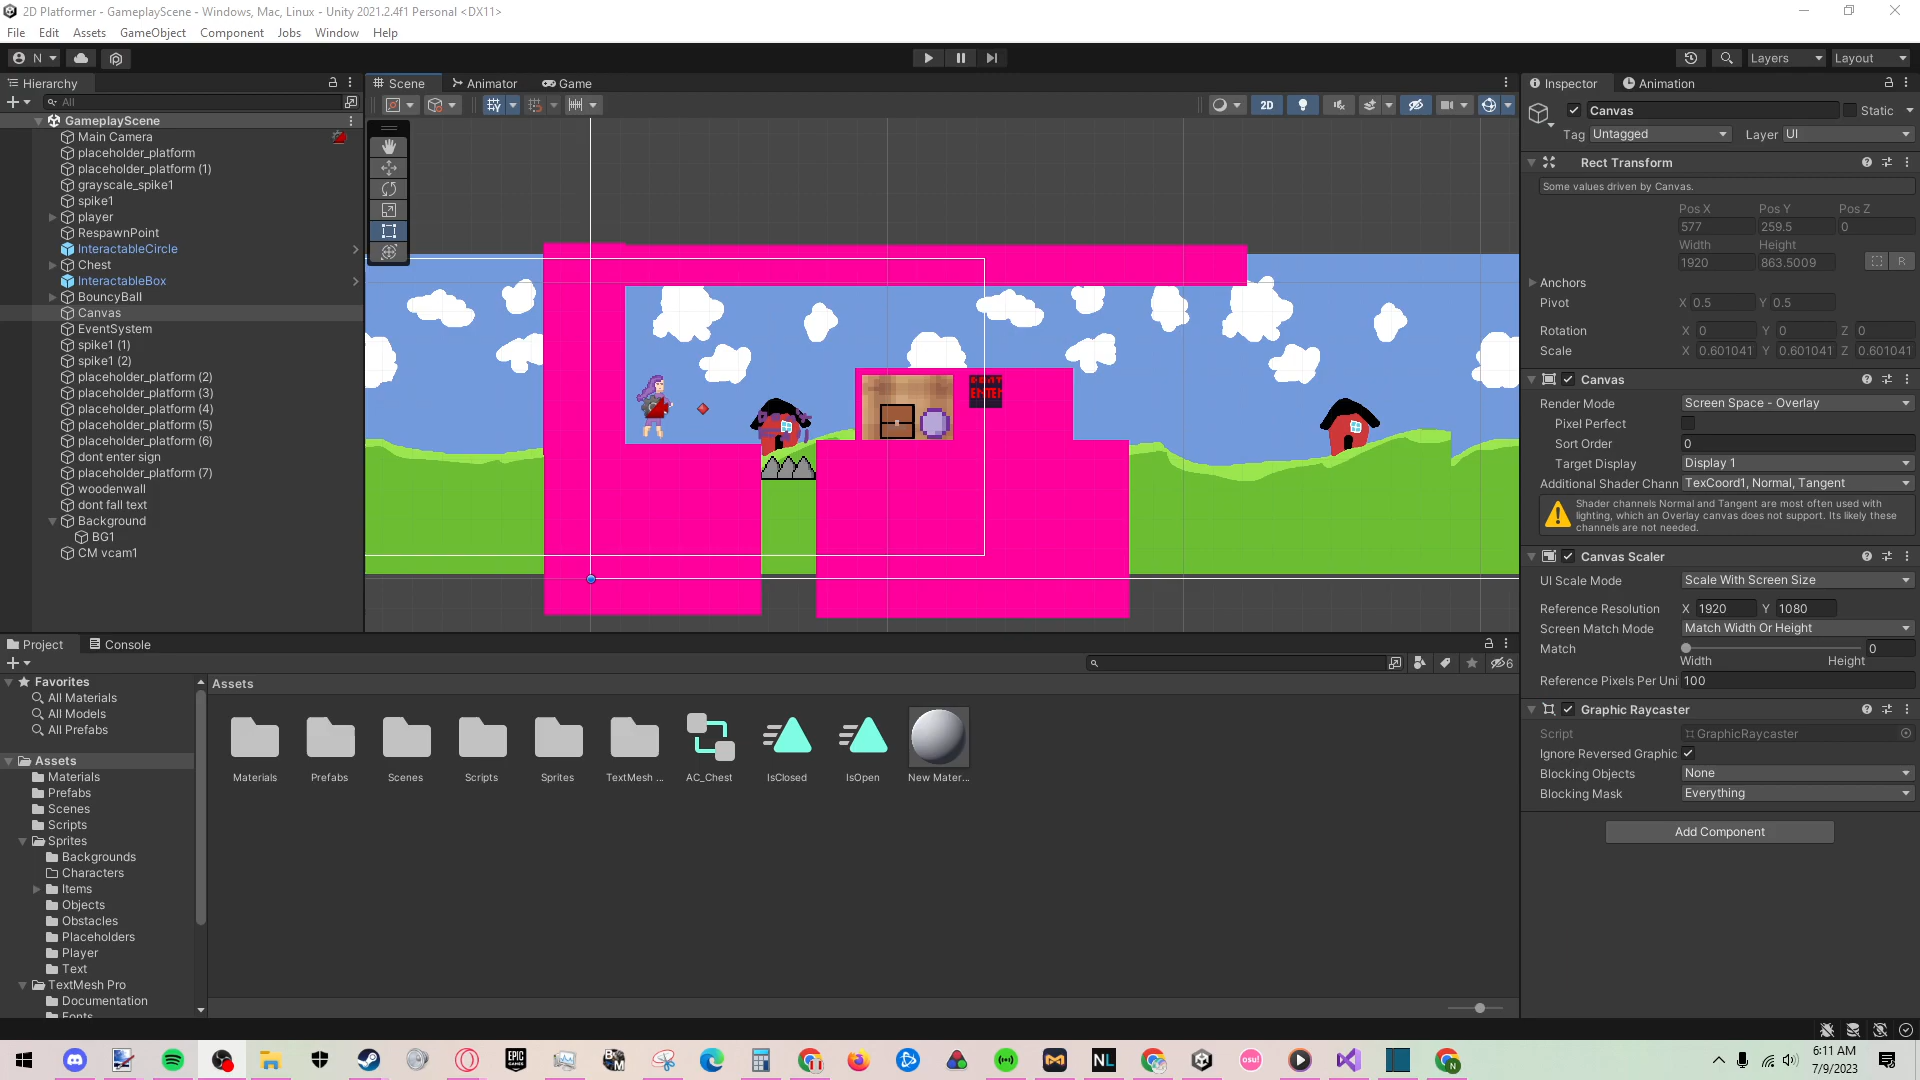 2D Platformer - GameplayScene - Windows, Mac, Linux - Unity 2021.2.4f1 Personal <DX11>
File Edit Assets GameObject Component Jobs Window Help
N
Layers Layout
Hierarchy
All
GameplayScene
Main Camera
placeholder_platform
placeholder_platform (1)
grayscale_spike1
spike1
player
RespawnPoint
InteractableCircle
Chest
InteractableBox
BouncyBall
Canvas
EventSystem
spike1 (1)
spike1 (2)
placeholder_platform (2)
placeholder_platform (3)
placeholder_platform (4)
placeholder_platform (5)
placeholder_platform (6)
dont enter sign
placeholder_platform (7)
woodenwall
dont fall text
Background
BG1
CM vcam1
Scene Animator Game
2D
Inspector Animation
Canvas Static
Tag Untagged Layer UI
Rect Transform
Some values driven by Canvas.
Pos X Pos Y Pos Z
577 259.5 0
Width Height
1920 863.5009
R
Anchors
Pivot X 0.5 Y 0.5
Rotation X 0 Y 0 Z 0
Scale X 0.601041 Y 0.601041 Z 0.601041
Canvas
Render Mode Screen Space - Overlay
Pixel Perfect
Sort Order 0
Target Display Display 1
Additional Shader Chann TexCoord1, Normal, Tangent
Shader channels Normal and Tangent are most often used with
lighting, which an Overlay canvas does not support. Its likely these
channels are not needed.
Canvas Scaler
UI Scale Mode Scale With Screen Size
Reference Resolution X 1920 Y 1080
Screen Match Mode Match Width Or Height
Match 0
Width Height
Reference Pixels Per Uni 100
Graphic Raycaster
Script GraphicRaycaster
Ignore Reversed Graphic
Blocking Objects None
Blocking Mask Everything
Add Component
Project Console
6
Favorites
All Materials
All Models
All Prefabs
Assets
Materials
Prefabs
Scenes
Scripts
Sprites
Backgrounds
Characters
Items
Objects
Obstacles
Placeholders
Player
Text
TextMesh Pro
Documentation
Fonts
Assets
Materials Prefabs Scenes Scripts Sprites TextMesh ... AC_Chest IsClosed IsOpen New Mater...
EPIC GAMES
NL
osu!
6:11 AM
7/9/2023